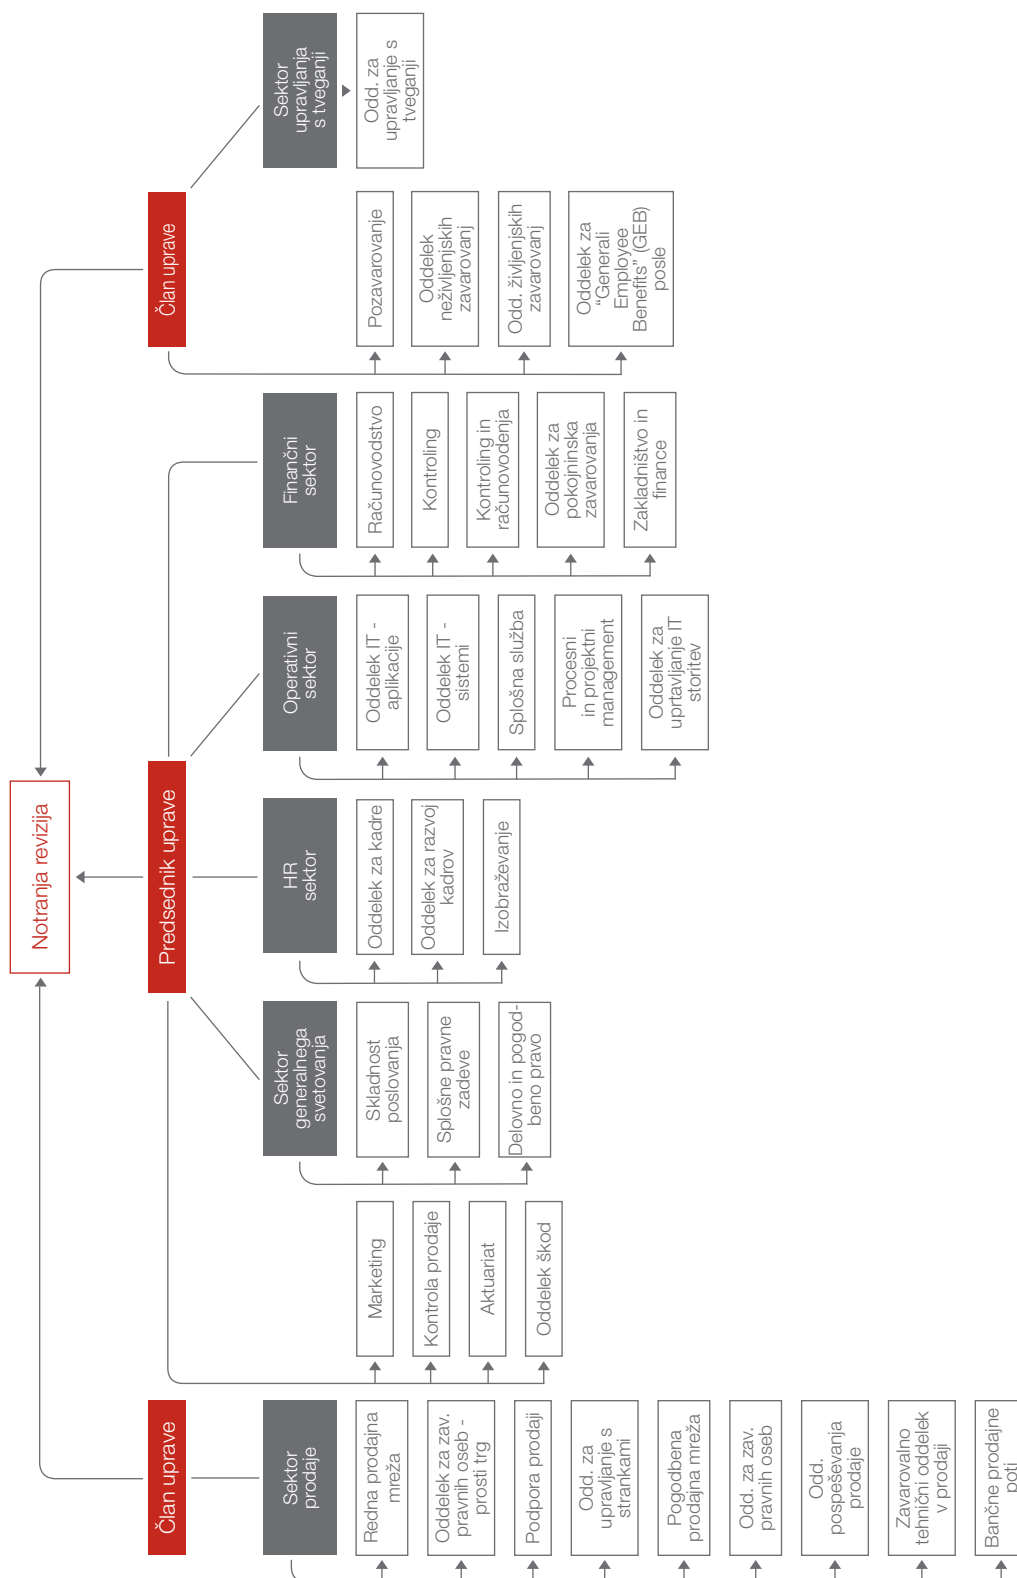 Notranja revizija
Član uprave
Predsednik uprave
Član uprave
Sektor
prodaje
Sektor
generalnega
svetovanja
HR
sektor
Operativni
sektor
Finančni
sektor
Sektor
upravljanja
s tveganji
Redna prodajna
mreža
Oddelek za zav.
pravnih oseb -
prosti trg
Podpora prodaji
Odd. za
upravljanje s
strankami
Pogodbena
prodajna mreža
Odd. za zav.
pravnih oseb
Odd.
pospeševanja
prodaje
Zavarovalno
tehnični oddelek
v prodaji
Bančne prodajne
poti
Marketing
Kontrola prodaje
Aktuariat
Oddelek škod
Skladnost
poslovanja
Splošne pravne
zadeve
Delovno in pogod-
beno pravo
Oddelek za kadre
Oddelek za razvoj
kadrov
Izobraževanje
Oddelek IT -
aplikacije
Oddelek IT -
sistemi
Splošna služba
Procesni
in projektni
management
Oddelek za
uprtavljanje IT
storitev
Računovodstvo
Kontroling
Kontroling in
računovodenja
Oddelek za
pokojninska
zavarovanja
Zakladništvo in
finance
Pozavarovanje
Oddelek
neživljenjskih
zavarovanj
Odd. življenjskih
zavarovanj
Oddelek za
“Generali
Employee
Benefits” (GEB)
posle
Odd. za
upravljanje s
tveganji